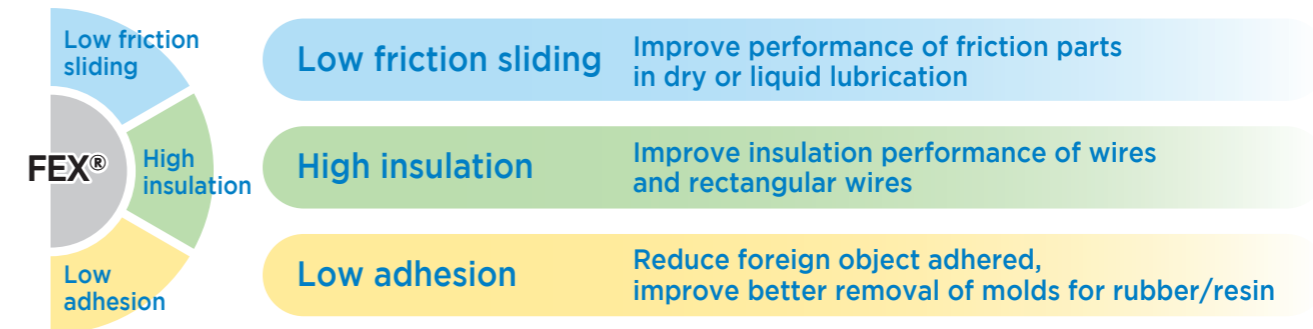 Low friction
sliding
FEX®
High
insulation
Low
adhesion
Low friction sliding
Improve performance of friction parts
in dry or liquid lubrication
High insulation
Improve insulation performance of wires
and rectangular wires
Low adhesion
Reduce foreign object adhered,
improve better removal of molds for rubber/resin